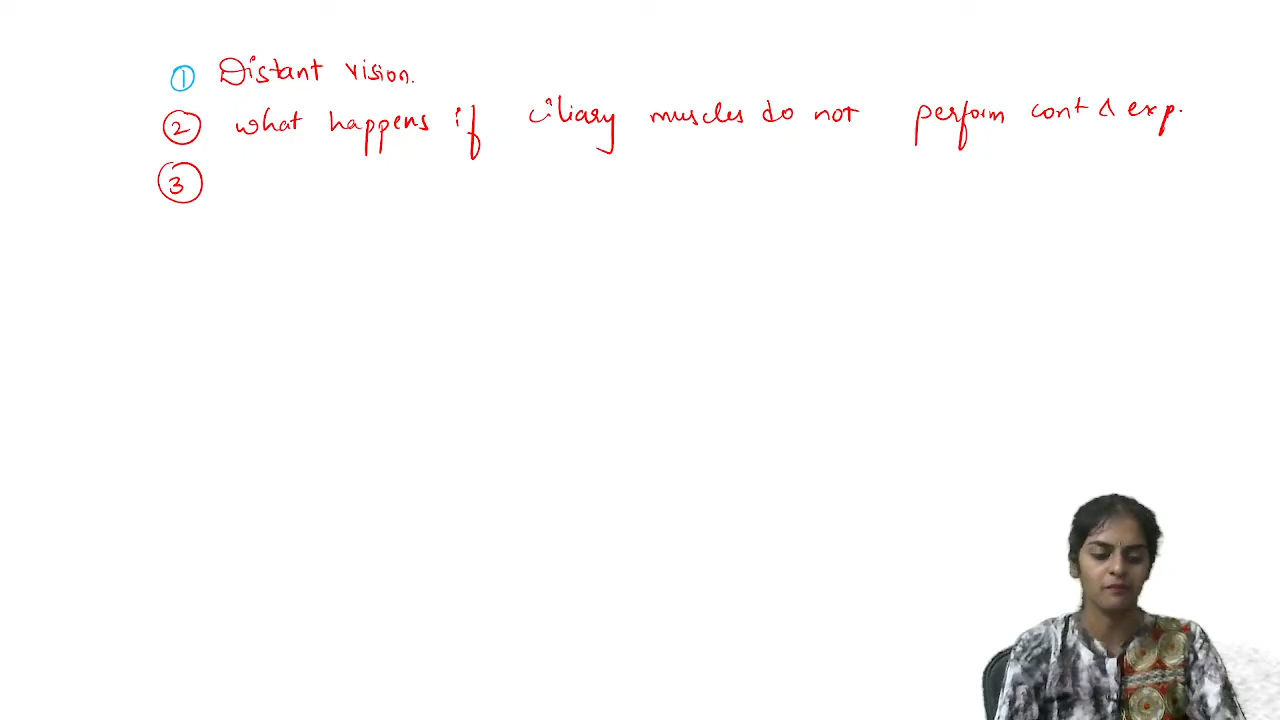 ① Distant vision.
② what happens if ciliary muscles do not perform cont & exp.
③